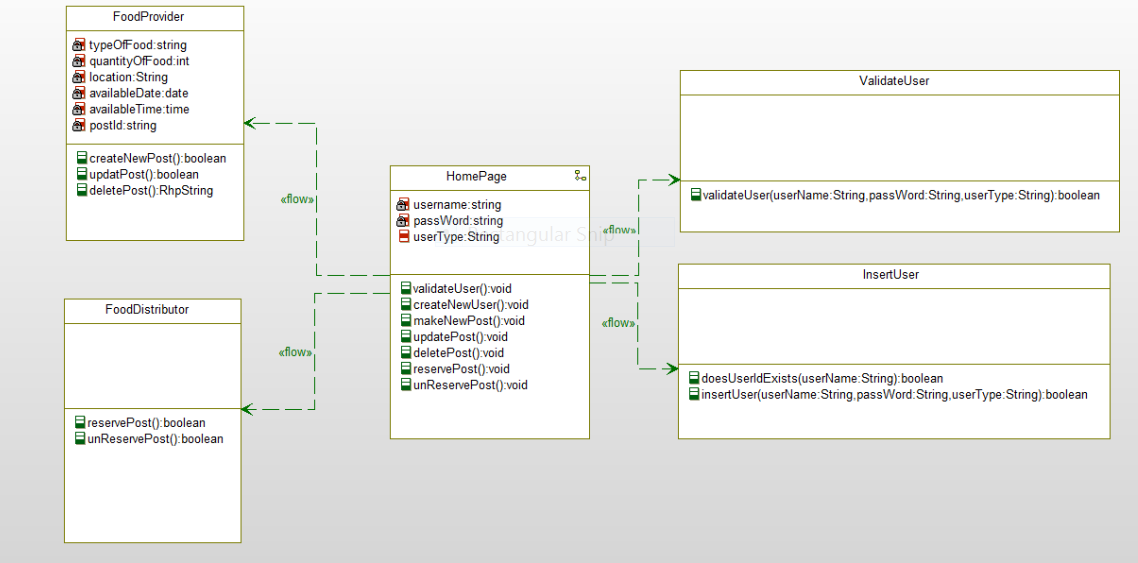 FoodProvider
typeOfFood:string
quantityOfFood:int
location:String
availableDate:date
availableTime:time
postId:string
createNewPost():boolean
updatPost():boolean
deletePost():RhpString
«flow»
FoodDistributor
reservePost():boolean
unReservePost():boolean
«flow»
HomePage
username:string
passWord:string
userType:String
Rectangular Snip
validateUser():void
createNewUser():void
makeNewPost():void
updatePost():void
deletePost():void
reservePost():void
unReservePost():void
«flow»
ValidateUser
validateUser(userName:String,passWord:String,userType:String):boolean
«flow»
InsertUser
doesUserIdExists(userName:String):boolean
insertUser(userName:String,passWord:String,userType:String):boolean